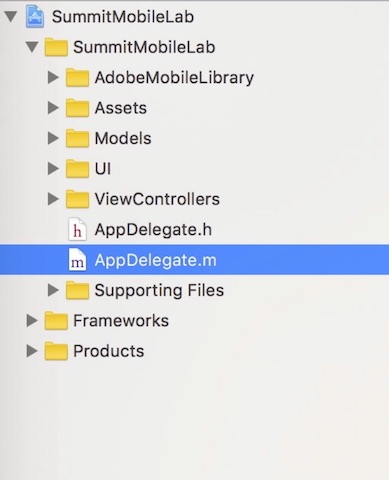 SummitMobileLab
SummitMobileLab
AdobeMobileLibrary
Assets
Models
UI
ViewControllers
h AppDelegate.h
m AppDelegate.m
Supporting Files
Frameworks
Products